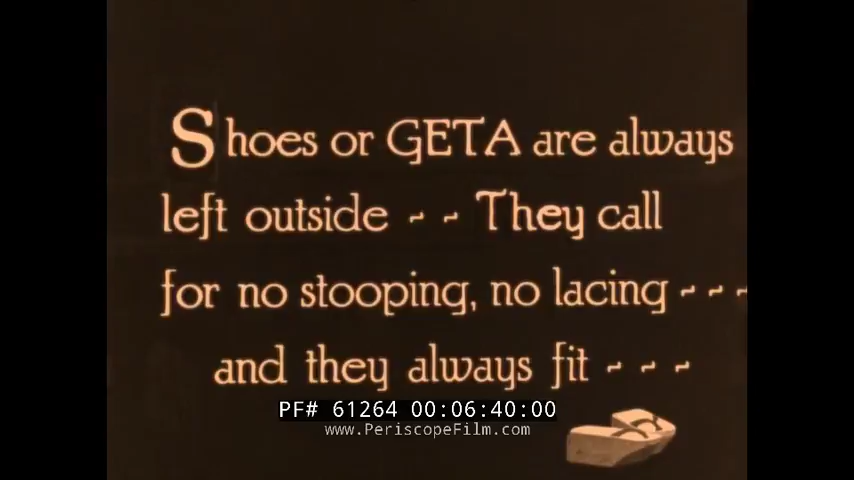 Shoes or GETA are always
left outside - - They call
for no stooping, no lacing - - -
and they always fit - - -
PF# 61264 00:06:40:00
www.PeriscopeFilm.com